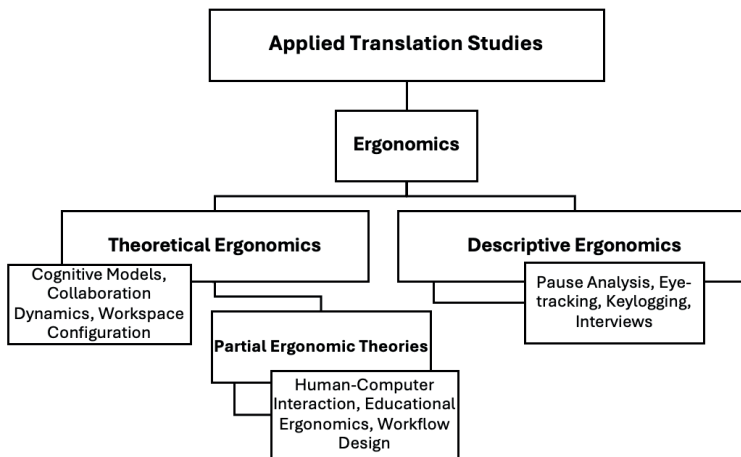 Applied Translation Studies
Ergonomics
Theoretical Ergonomics
Cognitive Models,
Collaboration
Dynamics, Workspace
Configuration
Partial Ergonomic Theories
Human-Computer
Interaction, Educational
Ergonomics, Workflow
Design
Descriptive Ergonomics
Pause Analysis, Eye-
tracking, Keylogging,
Interviews